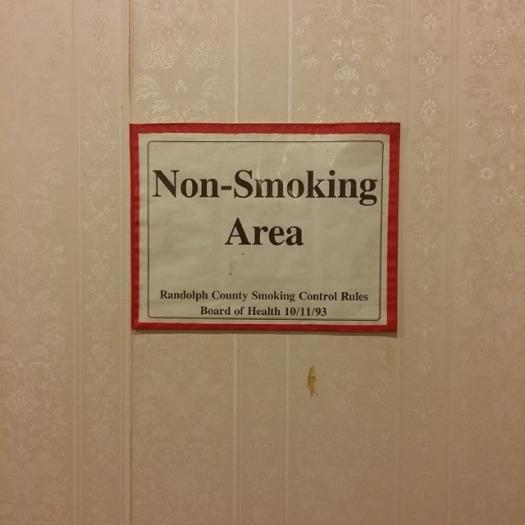 Non-Smoking
Area
Randolph County Smoking Control Rules
Board of Health 10/11/93